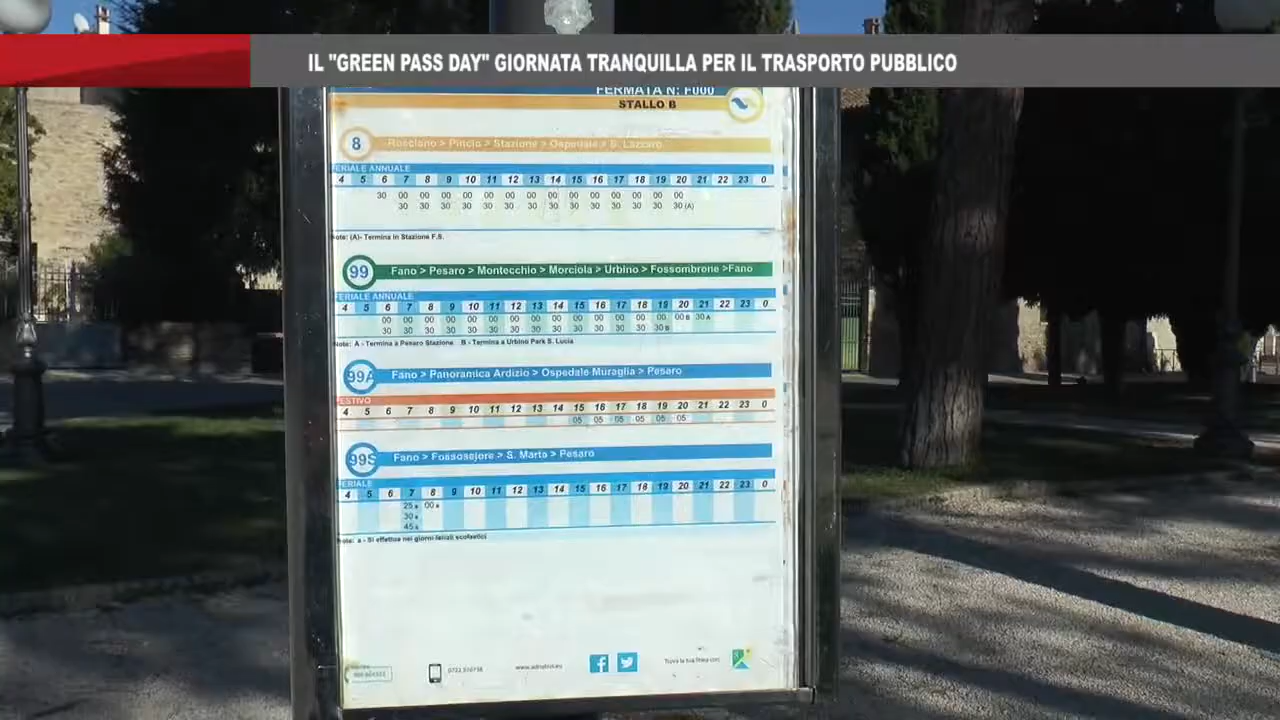 IL "GREEN PASS DAY" GIORNATA TRANQUILLA PER IL TRASPORTO PUBBLICO
FERMATA N: F000
STALLO B
8 Rosciano > Pincio > Stazione > Ospedale > S. Lazzaro
FERIALE ANNUALE
4 5 6 7 8 9 10 11 12 13 14 15 16 17 18 19 20 21 22 23 0
30 00 00 00 00 00 00 00 00 00 00 00 00 00 00
30 30 30 30 30 30 30 30 30 30 30 30 30 30 (A)
Note: (A)- Termina in Stazione F.S.
99 Fano > Pesaro > Montecchio > Morciola > Urbino > Fossombrone >Fano
FERIALE ANNUALE
4 5 6 7 8 9 10 11 12 13 14 15 16 17 18 19 20 21 22 23 0
00 00 00 00 00 00 00 00 00 00 00 00 00 00 00 B 30 A
30 30 30 30 30 30 30 30 30 30 30 30 30 30 B
Note: A - Termina a Pesaro Stazione B - Termina a Urbino Park S. Lucia
99A Fano > Panoramica Ardizio > Ospedale Muraglia > Pesaro
ESTIVO
4 5 6 7 8 9 10 11 12 13 14 15 16 17 18 19 20 21 22 23 0
05 05 05 05 05 05
99S Fano > Fossosejore > S. Marta > Pesaro
FERIALE
4 5 6 7 8 9 10 11 12 13 14 15 16 17 18 19 20 21 22 23 0
25 a 00 a
30 a
45 a
Note: a - Si effettua nei giorni feriali scolastici
www.adriabus.eu
Trova la tua linea con: